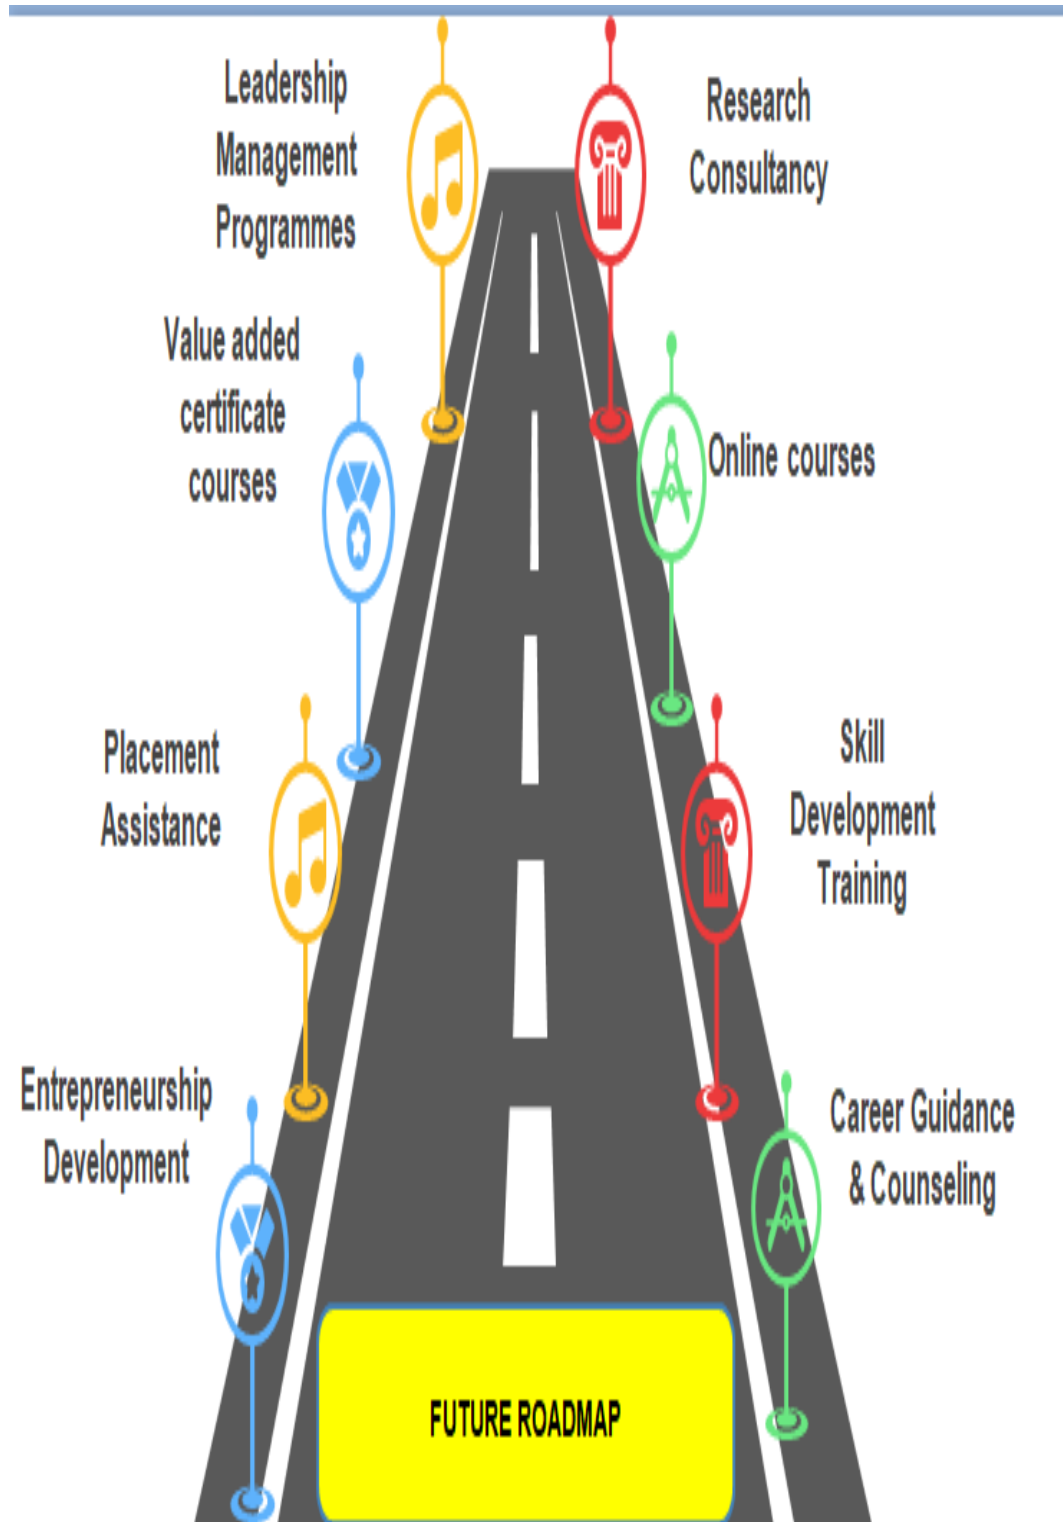 Leadership
Management
Programmes
Research
Consultancy
Value added
certificate
courses
Online courses
Placement
Assistance
Skill
Development
Training
Entrepreneurship
Development
Career Guidance
& Counseling
FUTURE ROADMAP